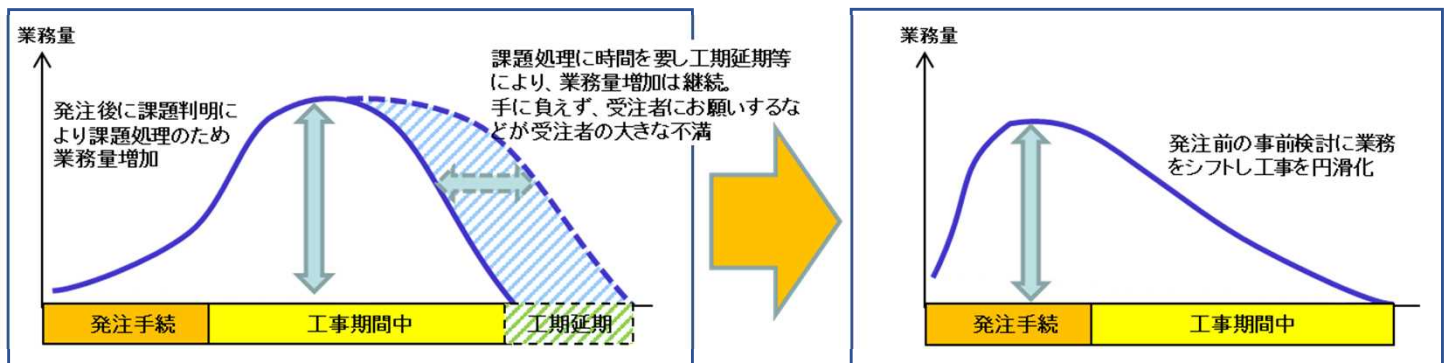 業務量
発注後に課題判明に
より課題処理のため
業務量増加
課題処理に時間を要し工期延期等
により、業務量増加は継続。
手に負えず、受注者にお願いするな
どが受注者の大きな不満
発注手続
工事期間中
工期延期
業務量
発注前の事前検討に業務
をシフトし工事を円滑化
発注手続
工事期間中